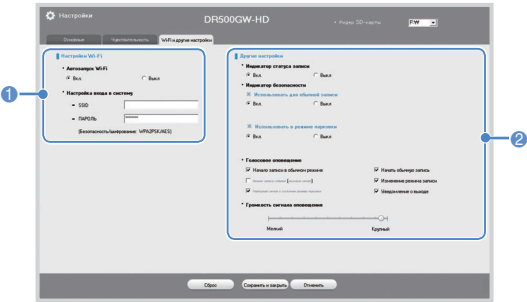 Настройки
DR500GW-HD
Видео SD-карты
F:\W
Основные
Чувствительность
Wi-Fi и другие настройки
Настройки Wi-Fi
Автозапуск Wi-Fi
Вкл.
Выкл
Настройка входа в систему
SSID
ПАРОЛЬ
(Безопасность/шифрование: WPA2PSK/AES)
1
Другие настройки
Индикатор статуса записи
Вкл.
Выкл
Индикатор безопасности
Использовать для обычной записи
Вкл.
Выкл
Использовать в режиме парковки
Вкл.
Выкл
2
Голосовое оповещение
Начало записи в обычном режиме
Начать обычную запись
Изменение режима записи
Уведомление о выходе
Громкость сигнала оповещения
Мелкий
Крупный
Сброс
Сохранить и закрыть
Отменить